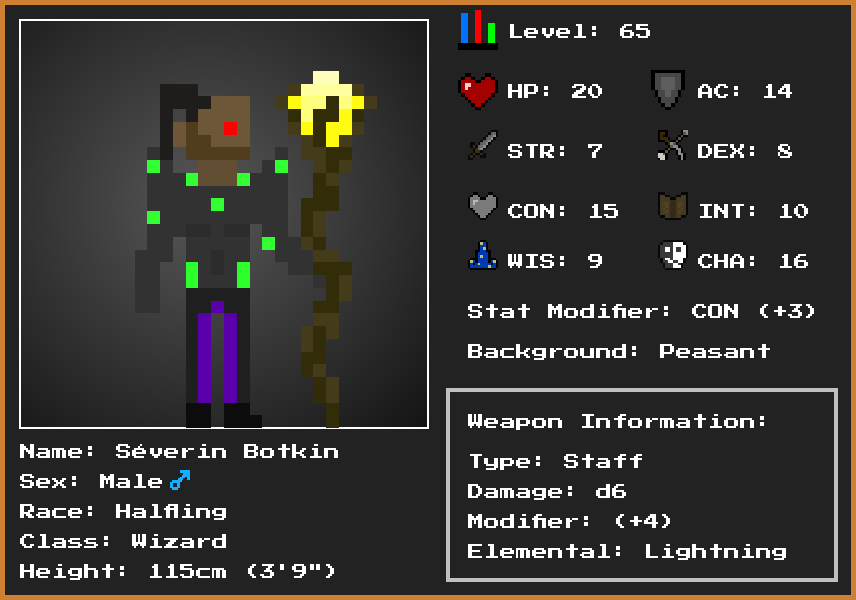 Level: 65
HP: 20 AC: 14
STR: 7 DEX: 8
CON: 15 INT: 10
WIS: 9 CHA: 16
Stat Modifier: CON (+3)
Background: Peasant
Weapon Information:
Type: Staff
Damage: d6
Modifier: (+4)
Elemental: Lightning
Name: Séverin Botkin
Sex: Male ♂
Race: Halfling
Class: Wizard
Height: 115cm (3'9")